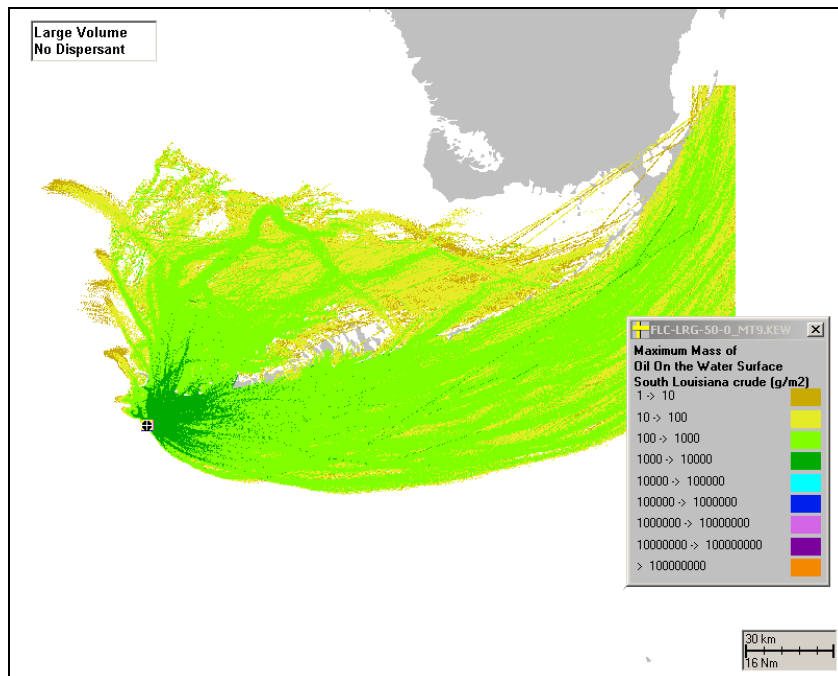 Large Volume
No Dispersant
FLC-LRG-50-0_MT9.KEW
Maximum Mass of
Oil On the Water Surface
South Louisiana crude (g/m2)
1 -> 10
10 -> 100
100 -> 1000
1000 -> 10000
10000 -> 100000
100000 -> 1000000
1000000 -> 10000000
10000000 -> 100000000
> 100000000
30 km
16 Nm